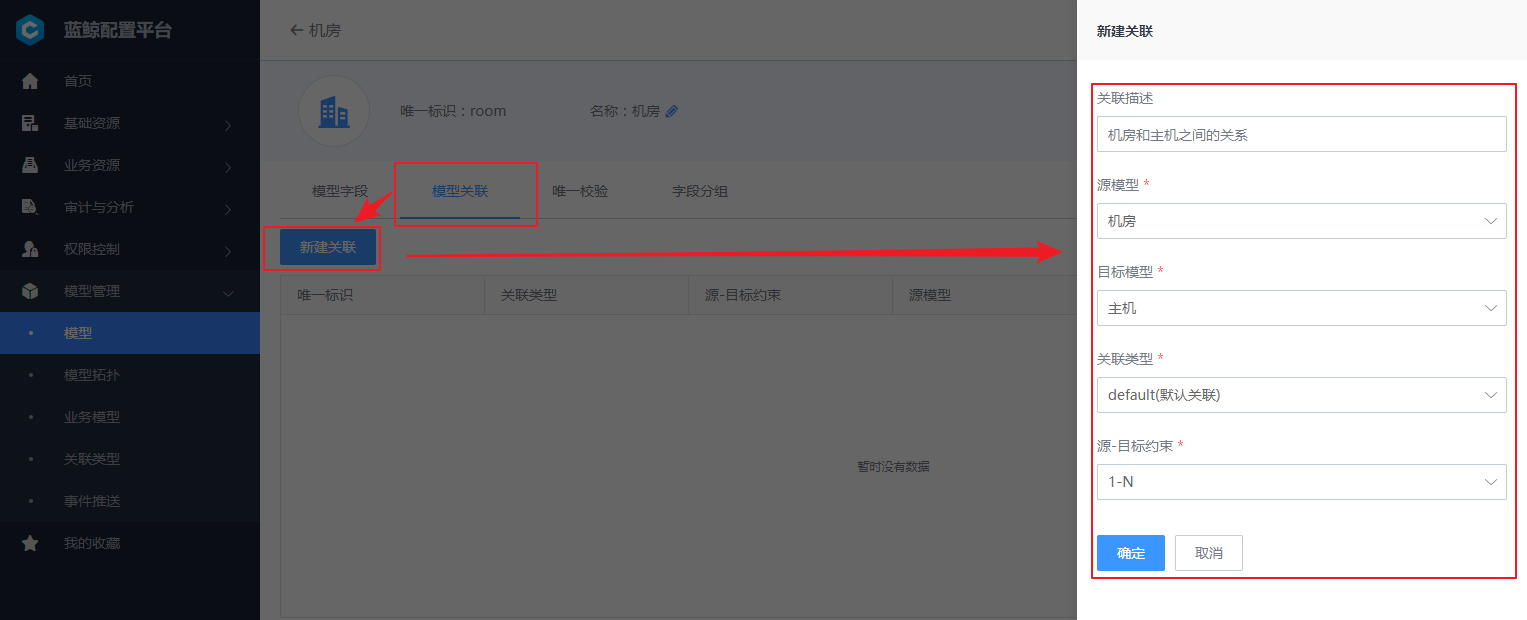 蓝鲸配置平台
首页
基础资源
业务资源
审计与分析
权限控制
模型管理
模型
模型拓扑
业务模型
关联类型
事件推送
我的收藏
机房
唯一标识：room 名称：机房
模型字段 模型关联 唯一校验 字段分组
新建关联
唯一标识 关联类型 源-目标约束 源模型
暂时没有数据
新建关联
关联描述
机房和主机之间的关系
源模型 *
机房
目标模型 *
主机
关联类型 *
default(默认关联)
源-目标约束 *
1-N
确定 取消